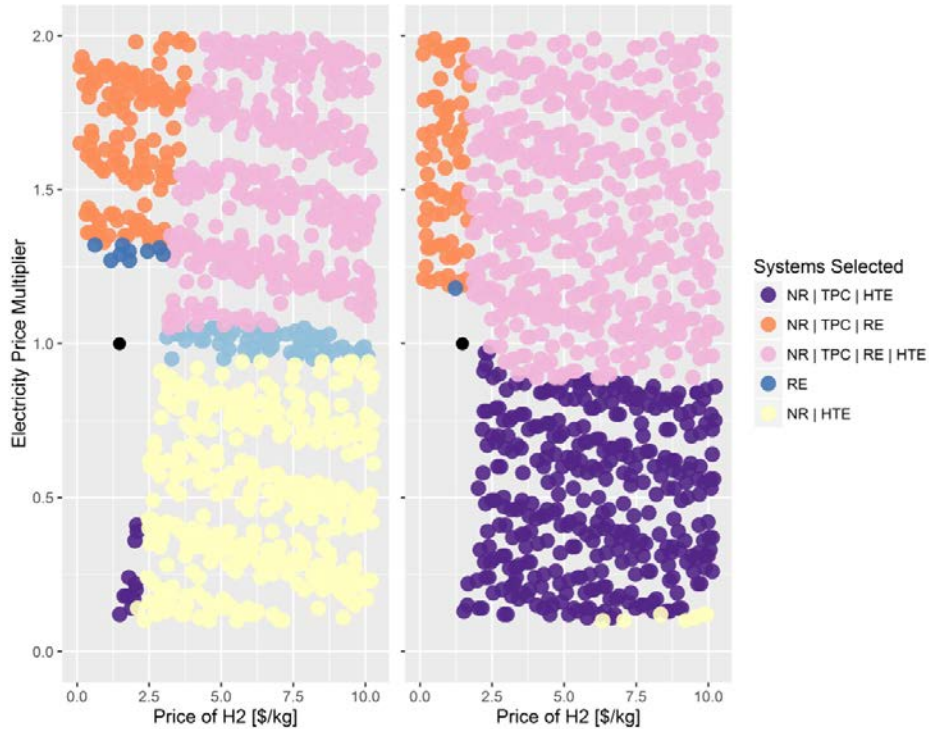 Electricity Price Multiplier
2.0
1.5
1.0
0.5
0.0
0.0 2.5 5.0 7.5 10.0
Price of H2 [$/kg]
0.0 2.5 5.0 7.5 10.0
Price of H2 [$/kg]
Systems Selected
NR | TPC | HTE
NR | TPC | RE
NR | TPC | RE | HTE
RE
NR | HTE